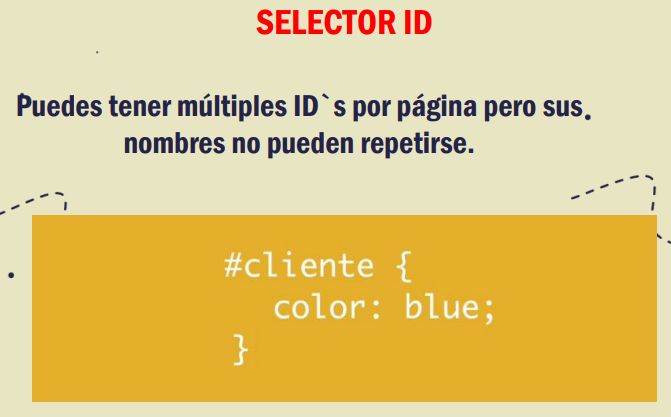 SELECTOR ID
Puedes tener múltiples ID`s por página pero sus.
nombres no pueden repetirse.
#cliente {
color: blue;
}